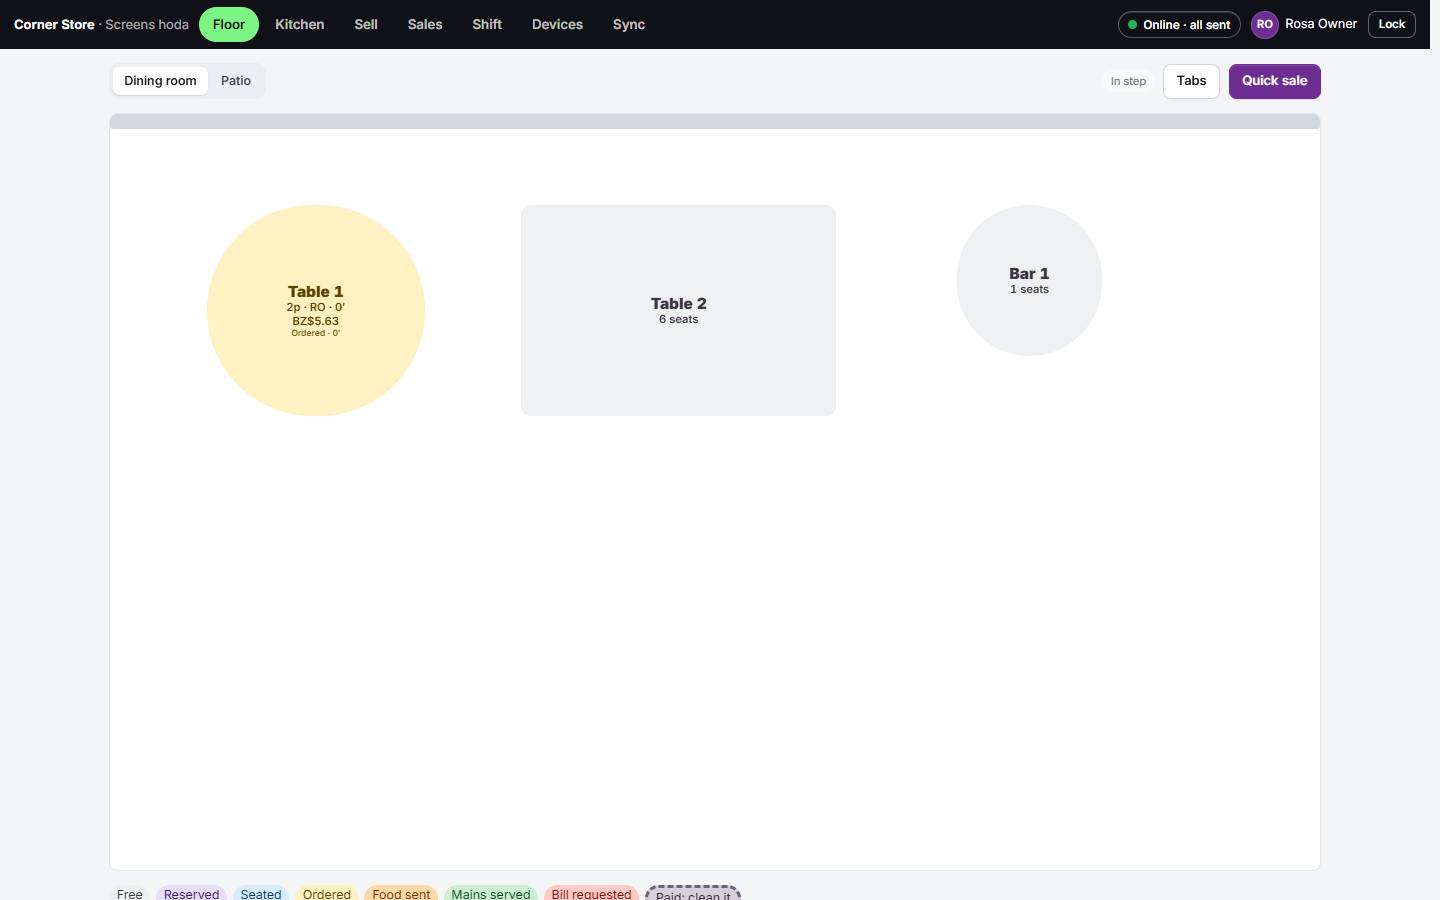 Corner Store · Screens hoda Floor Kitchen Sell Sales Shift Devices Sync Online · all sent RO Rosa Owner Lock
Dining room Patio In step Tabs Quick sale
Table 1
2p · RO · 0'
BZ$5.63
Ordered · 0'
Table 2
6 seats
Bar 1
1 seats
Free Reserved Seated Ordered Food sent Mains served Bill requested Paid: clean it